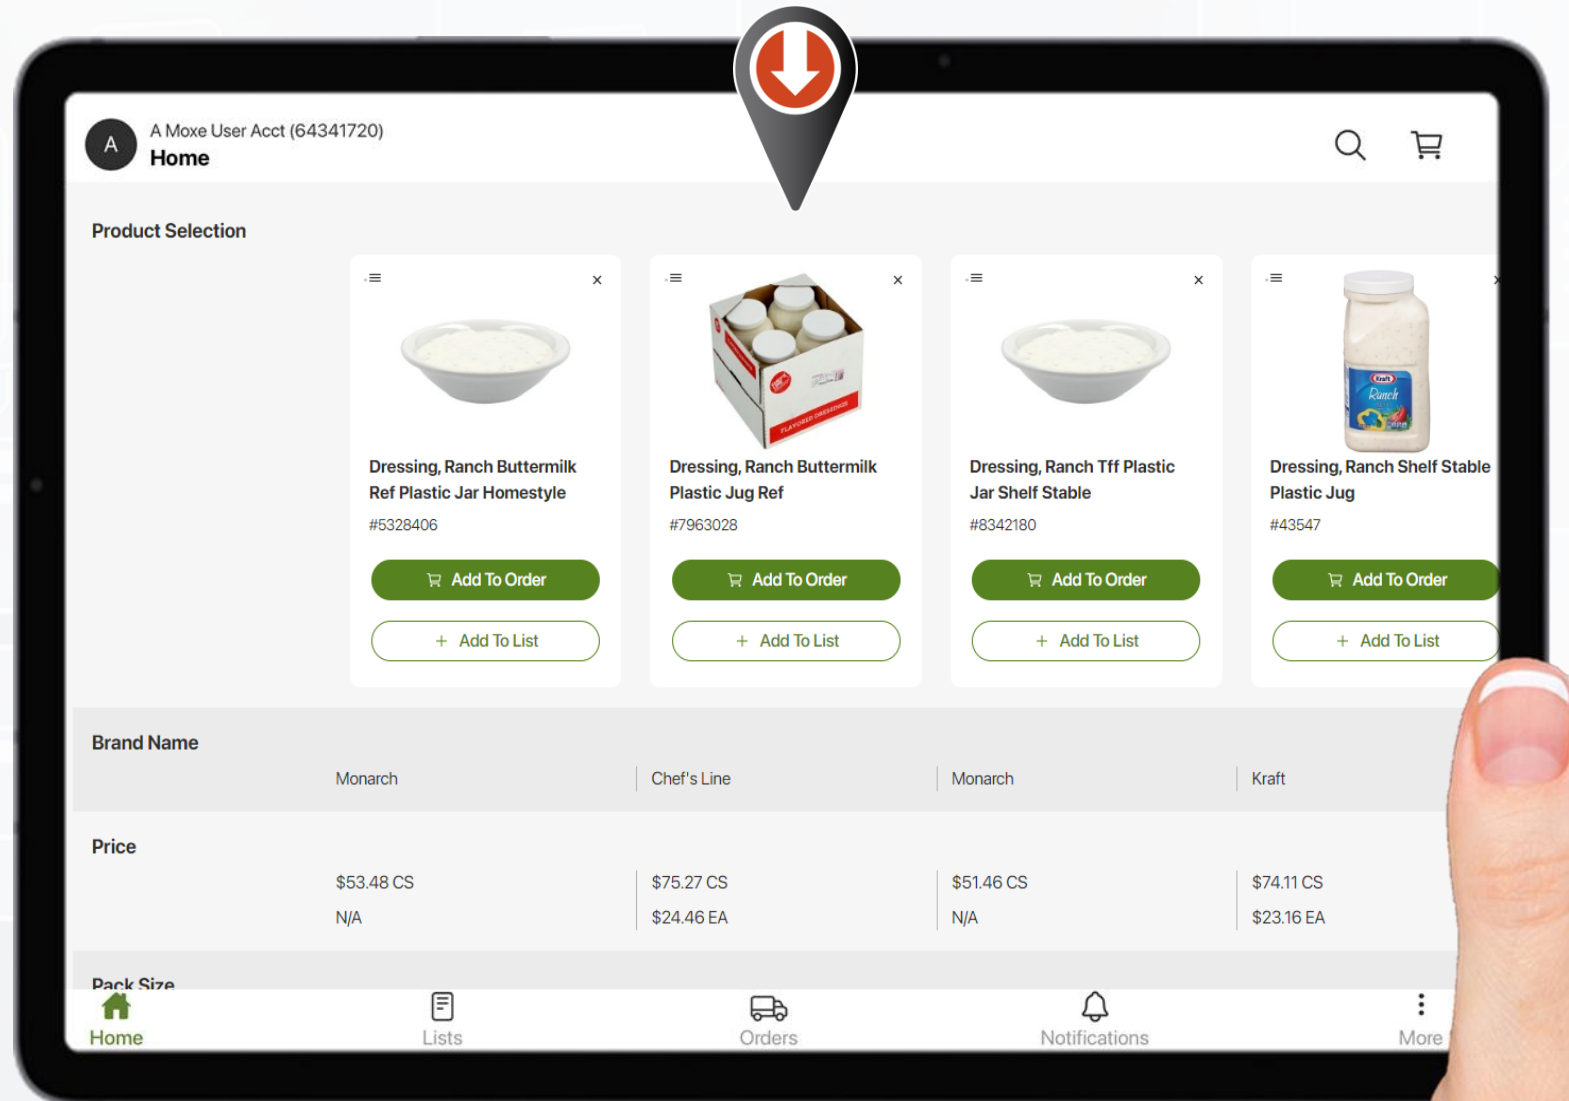 A
A Moxe User Acct (64341720)
Home
Product Selection
Dressing, Ranch Buttermilk
Ref Plastic Jar Homestyle
#5328406
Add To Order
+ Add To List
Dressing, Ranch Buttermilk
Plastic Jug Ref
#7963028
Add To Order
+ Add To List
Dressing, Ranch Tff Plastic
Jar Shelf Stable
#8342180
Add To Order
+ Add To List
Kraft
Ranch
Dressing, Ranch Shelf Stable
Plastic Jug
#43547
Add To Order
+ Add To List
FLAVORED DRESSINGS
Brand Name
Monarch
Chef's Line
Monarch
Kraft
Price
$53.48 CS
$75.27 CS
$51.46 CS
$74.11 CS
N/A
$24.46 EA
N/A
$23.16 EA
Pack Size
Home
Lists
Orders
Notifications
More